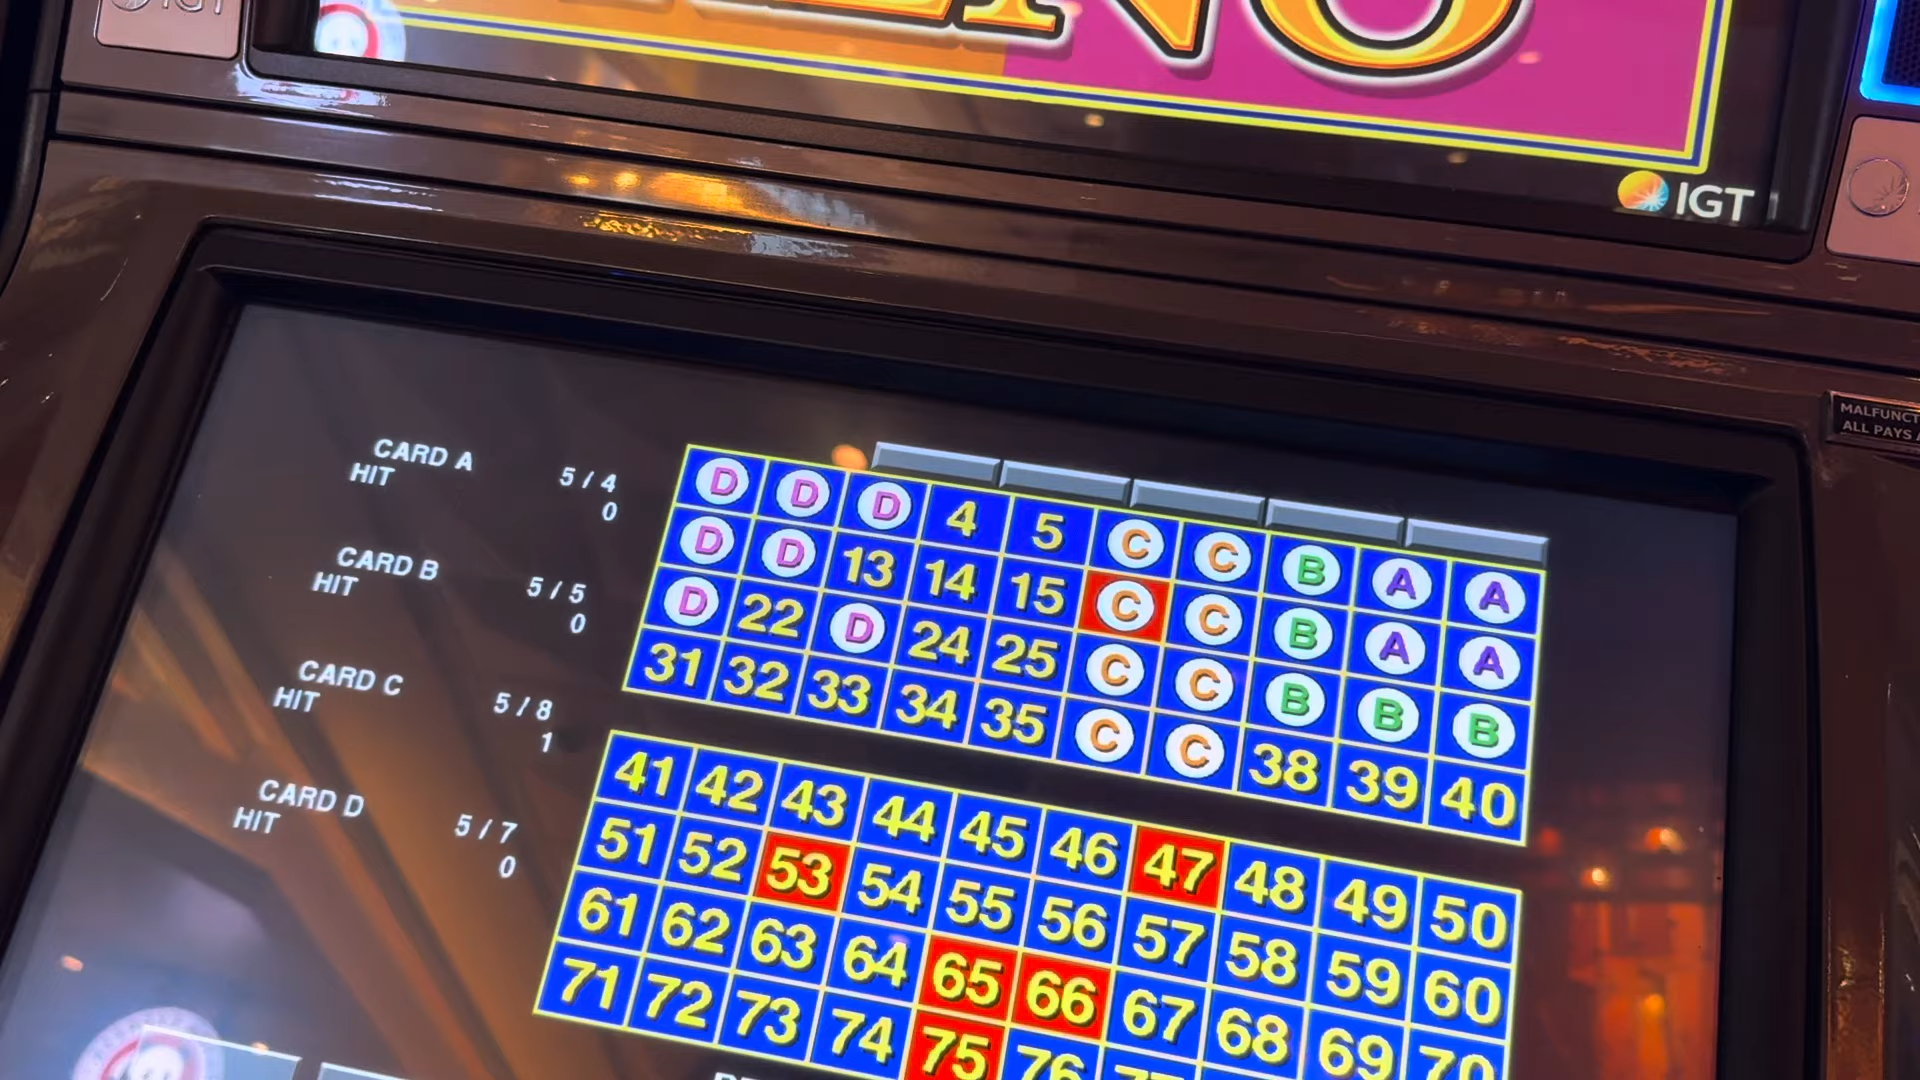 IGT
KENO
IGT
MALFUNCT
ALL PAYS A
CARD A 5/4
HIT 0
CARD B 5/5
HIT 0
CARD C 5/8
HIT 1
CARD D 5/7
HIT 0
D D D 4 5 C C B A A
D D 13 14 15 C C B A A
D 22 D 24 25 C C B B B
31 32 33 34 35 C C 38 39 40
41 42 43 44 45 46 47 48 49 50
51 52 53 54 55 56 57 58 59 60
61 62 63 64 65 66 67 68 69 70
71 72 73 74 75 76